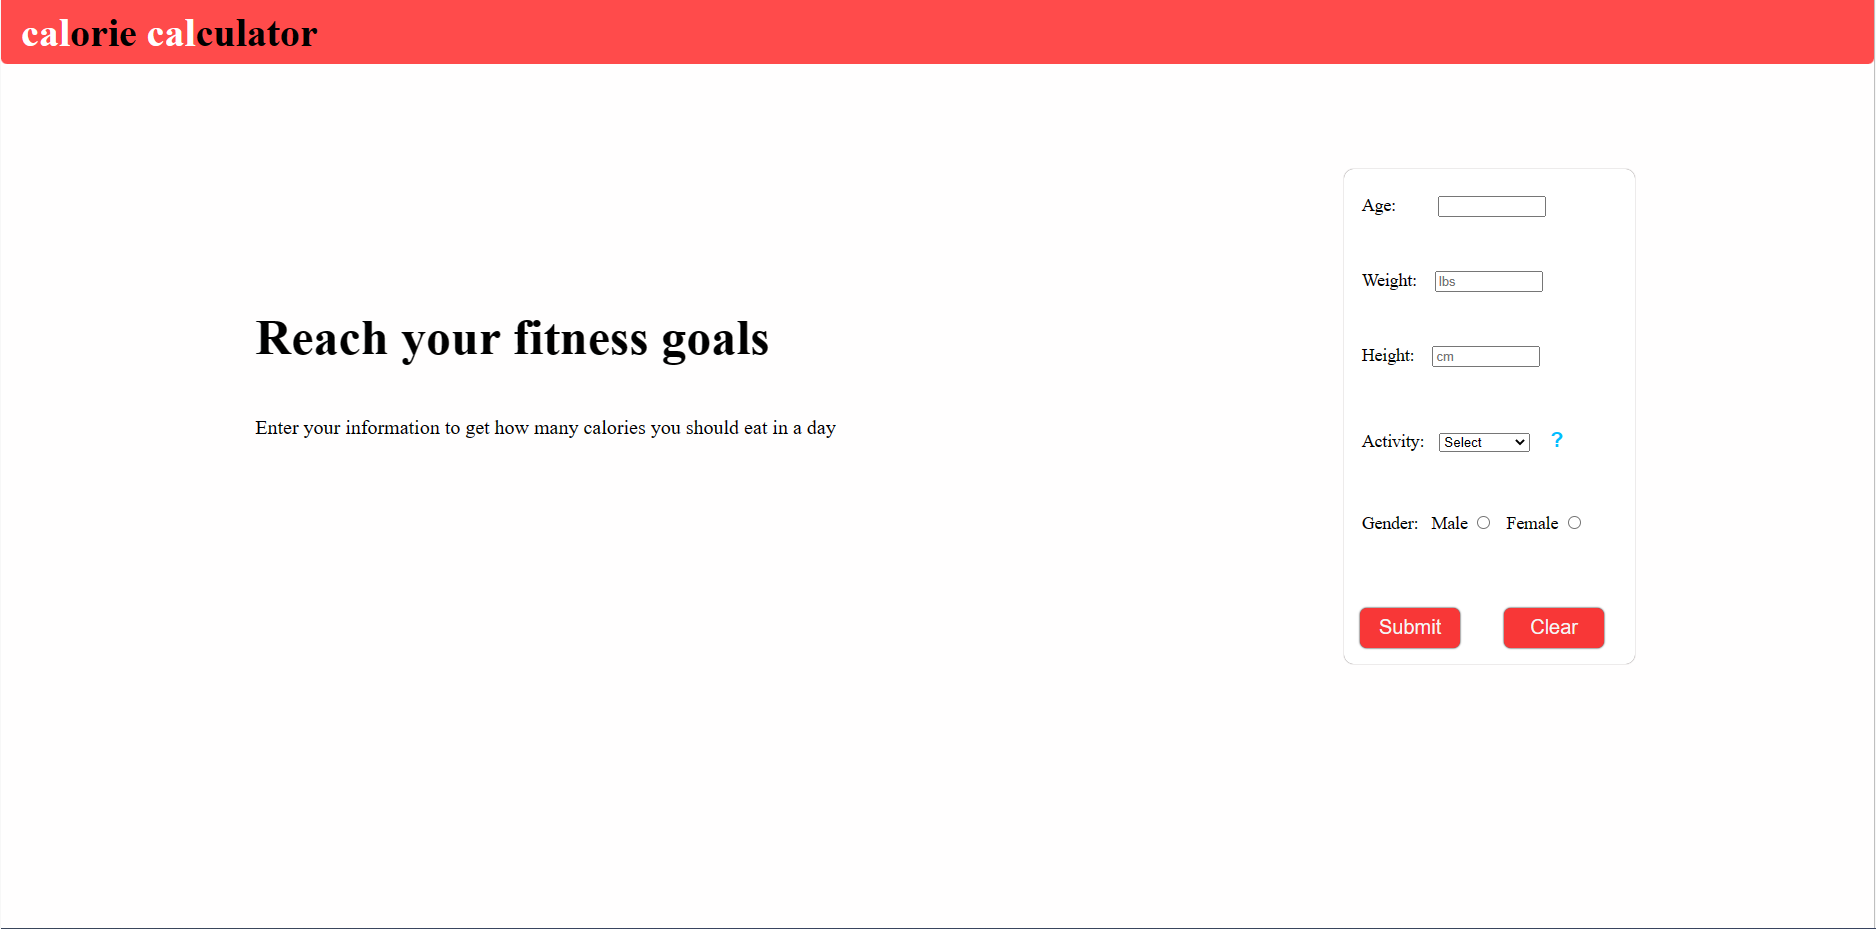 calorie calculator
Reach your fitness goals
Enter your information to get how many calories you should eat in a day
Age:
Weight: lbs
Height: cm
Activity: Select ?
Gender: Male Female
Submit Clear